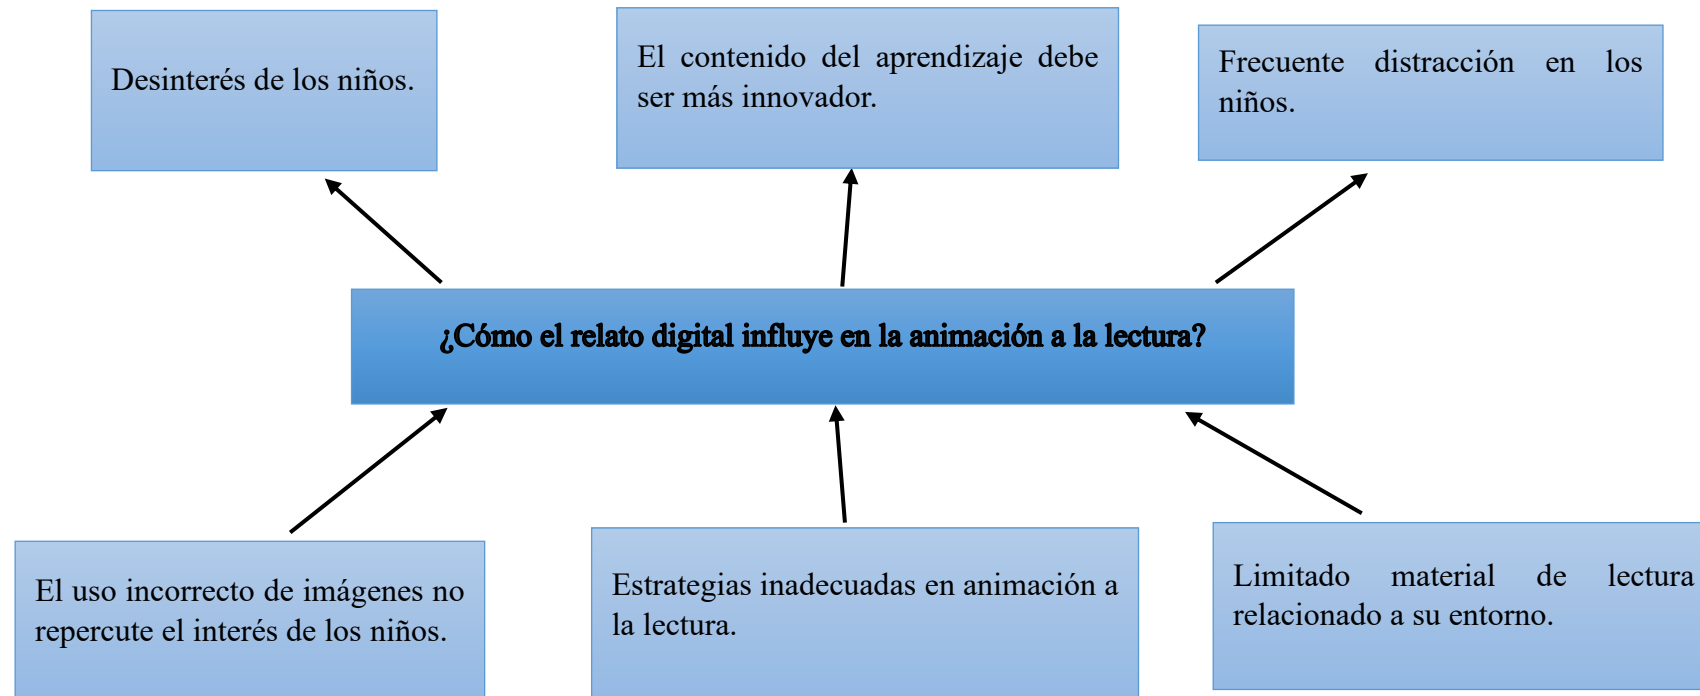 Desinterés de los niños.
El contenido del aprendizaje debe
ser más innovador.
Frecuente distracción en los
niños.
¿Cómo el relato digital influye en la animación a la lectura?
El uso incorrecto de imágenes no
repercute el interés de los niños.
Estrategias inadecuadas en animación a
la lectura.
Limitado material de lectura
relacionado a su entorno.